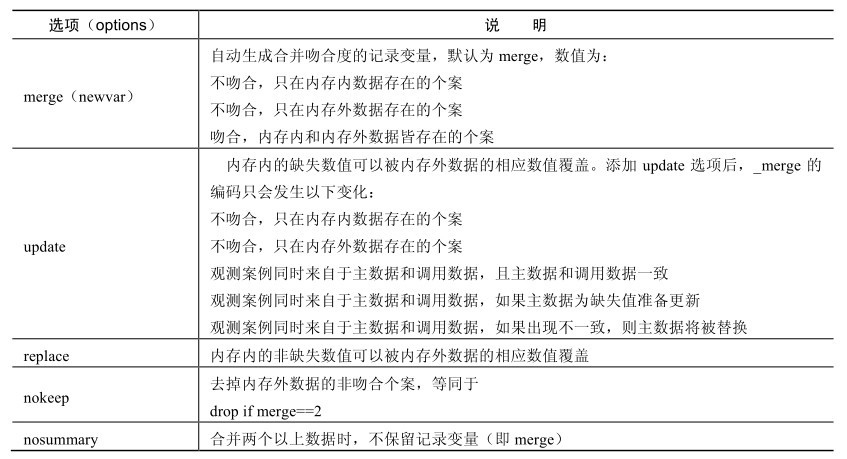 选项（options） 说 明
merge（newvar） 自动生成合并吻合度的记录变量，默认为 merge，数值为：
不吻合，只在内存内数据存在的个案
不吻合，只在内存外数据存在的个案
吻合，内存内和内存外数据皆存在的个案
update 内存内的缺失数值可以被内存外数据的相应数值覆盖。添加 update 选项后，_merge 的
编码只会发生以下变化：
不吻合，只在内存内数据存在的个案
不吻合，只在内存外数据存在的个案
观测案例同时来自于主数据和调用数据，且主数据和调用数据一致
观测案例同时来自于主数据和调用数据，如果主数据为缺失值准备更新
观测案例同时来自于主数据和调用数据，如果出现不一致，则主数据将被替换
replace 内存内的非缺失数值可以被内存外数据的相应数值覆盖
nokeep 去掉内存外数据的非吻合个案，等同于
drop if merge==2
nosummary 合并两个以上数据时，不保留记录变量（即 merge）